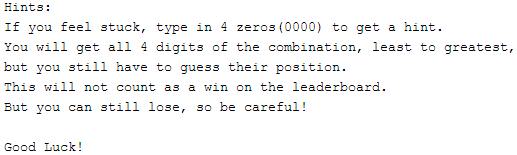 Hints:
If you feel stuck, type in 4 zeros(0000) to get a hint.
You will get all 4 digits of the combination, least to greatest,
but you still have to guess their position.
This will not count as a win on the leaderboard.
But you can still lose, so be careful!

Good Luck!